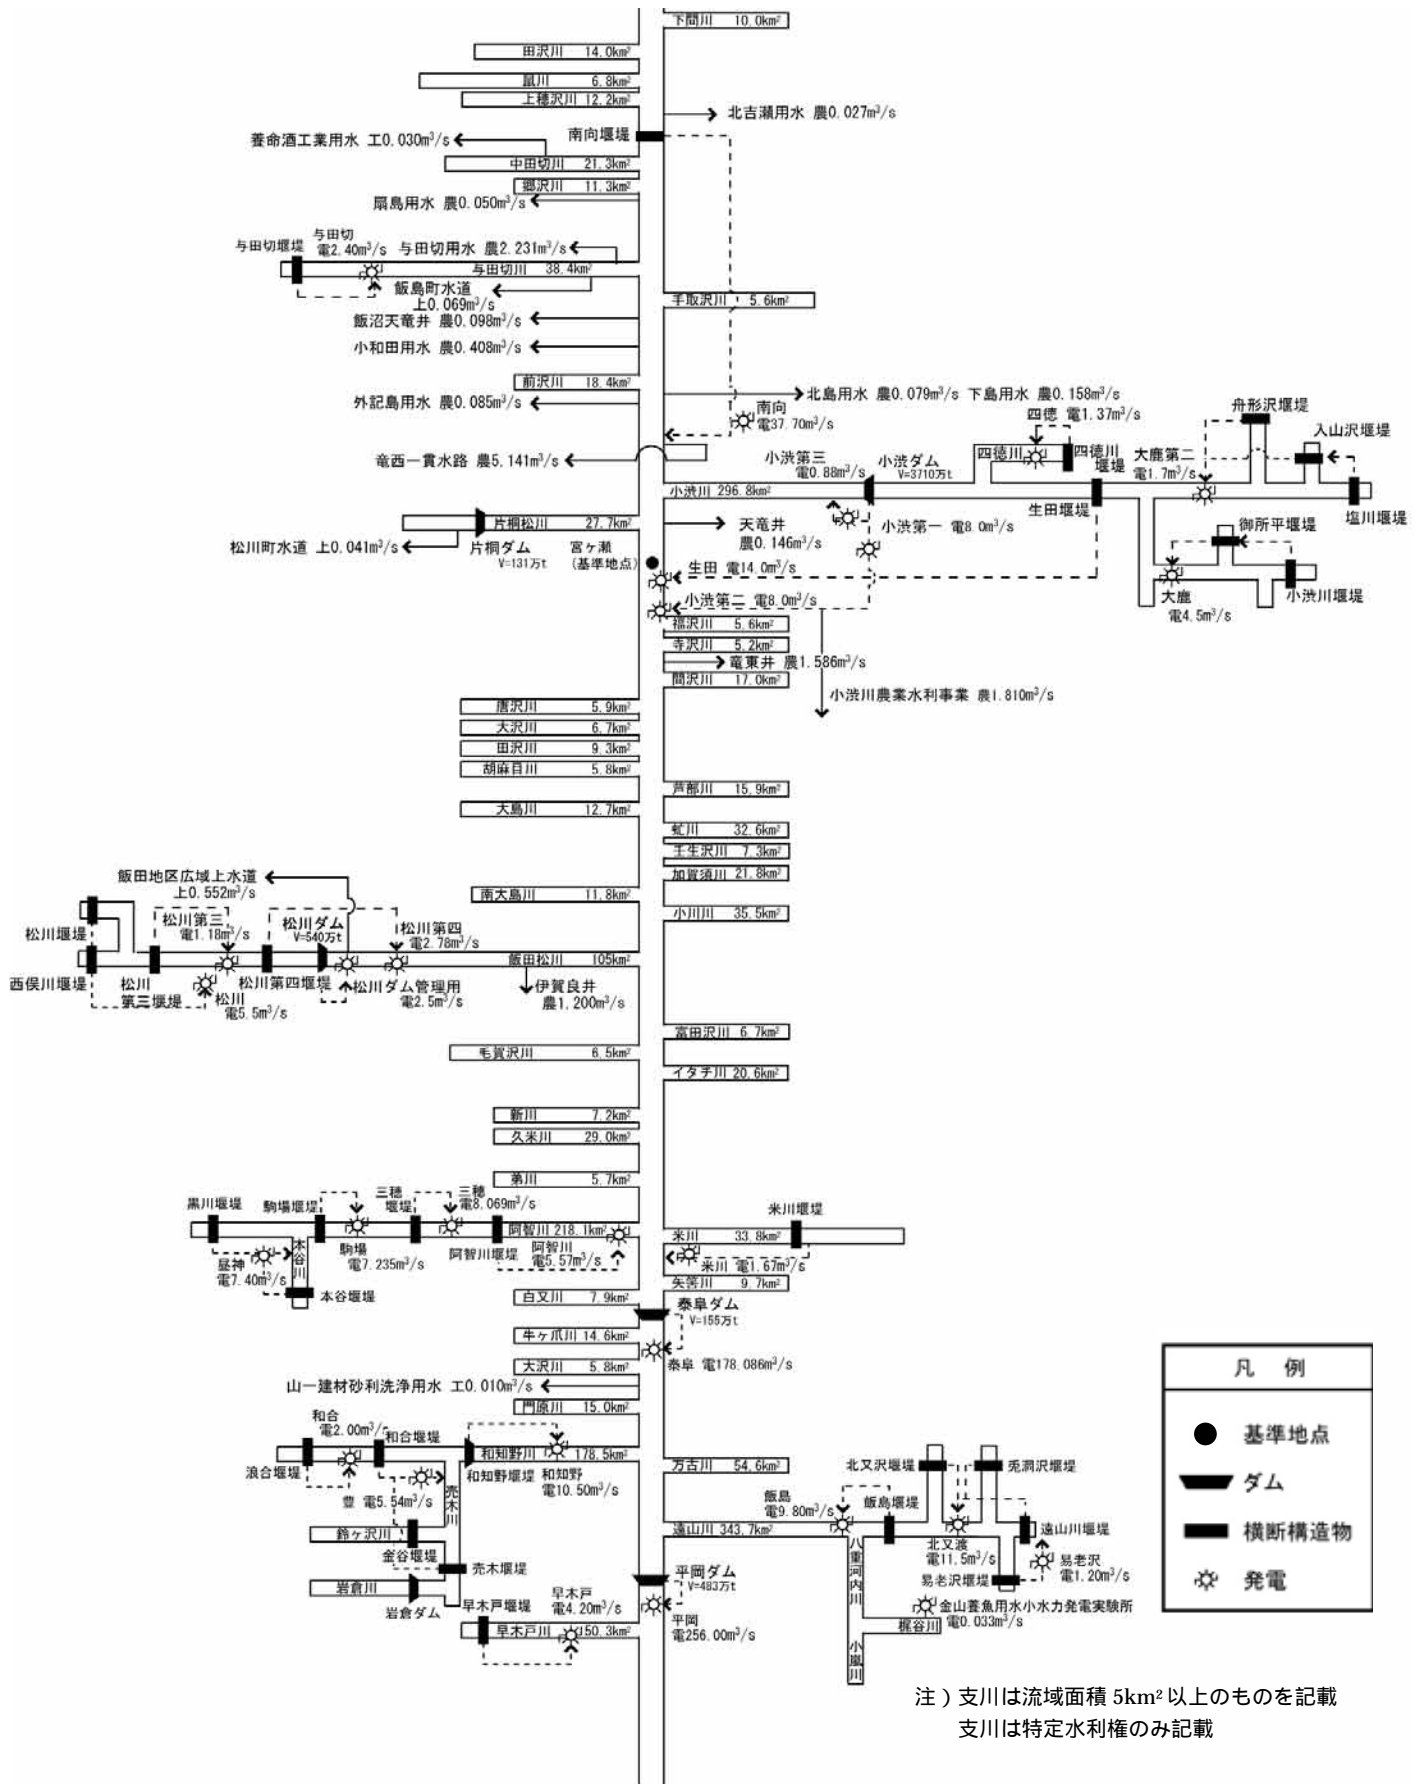 下間川 10.0km²
田沢川 14.0km²
鼠川 6.8km²
上穂沢川 12.2km²
北吉瀬用水 農0.027m³/s
南向堰堤
養命酒工業用水 工0.030m³/s
中田切川 21.3km²
郷沢川 11.3km²
扇島用水 農0.050m³/s
与田切堰堤
与田切
電2.40m³/s
与田切用水 農2.231m³/s
与田切川 38.4km²
飯島町水道
上0.069m³/s
手取沢川 5.6km²
飯沼天竜井 農0.098m³/s
小和田用水 農0.408m³/s
前沢川 18.4km²
外記島用水 農0.085m³/s
北島用水 農0.079m³/s 下島用水 農0.158m³/s
南向
電37.70m³/s
四徳 電1.37m³/s
舟形沢堰堤
入山沢堰堤
竜西一貫水路 農5.141m³/s
小渋第三
電0.88m³/s
小渋ダム
V=3710万t
四徳川
四徳川
堰堤
大鹿第二
電1.7m³/s
小渋川 296.8km²
生田堰堤
塩川堰堤
片桐松川 27.7km²
天竜井
農0.146m³/s
小渋第一 電8.0m³/s
御所平堰堤
松川町水道 上0.041m³/s
片桐ダム
V=131万t
宮ヶ瀬
(基準地点)
生田 電14.0m³/s
小渋第二 電8.0m³/s
大鹿
電4.5m³/s
小渋川堰堤
福沢川 5.6km²
寺沢川 5.2km²
竜東井 農1.586m³/s
間沢川 17.0km²
小渋川農業水利事業 農1.810m³/s
唐沢川 5.9km²
大沢川 6.7km²
田沢川 9.3km²
胡麻目川 5.8km²
芦部川 15.9km²
大島川 12.7km²
虻川 32.6km²
壬生沢川 7.3km²
加賀須川 21.8km²
飯田地区広域上水道
上0.552m³/s
南大島川 11.8km²
小川川 35.5km²
松川堰堤
松川第三
電1.18m³/s
松川ダム
V=540万t
松川第四
電2.78m³/s
飯田松川 105km²
西俣川堰堤
松川
第三堰堤
松川
電5.5m³/s
松川第四堰堤
松川ダム管理用
電2.5m³/s
伊賀良井
農1.200m³/s
富田沢川 6.7km²
毛賀沢川 6.5km²
イタチ川 20.6km²
新川 7.2km²
久米川 29.0km²
茅川 5.7km²
黒川堰堤
駒場堰堤
三穂
堰堤
三穂
電8.069m³/s
米川堰堤
阿智川 218.1km²
米川 33.8km²
本谷川
昼神
電7.40m³/s
駒場
電7.235m³/s
阿智川堰堤
阿智川
電5.57m³/s
米川 電1.67m³/s
矢筈川 9.7km²
本谷堰堤
白又川 7.9km²
泰阜ダム
V=155万t
牛ヶ爪川 14.6km²
泰阜 電178.086m³/s
大沢川 5.8km²
山一建材砂利洗浄用水 工0.010m³/s
門原川 15.0km²
和合
電2.00m³/s
和合堰堤
和知野川 178.5km²
浪合堰堤
和知野堰堤
和知野
電10.50m³/s
万古川 54.6km²
北又沢堰堤
兎洞沢堰堤
豊 電5.54m³/s
売木川
飯島
電9.80m³/s
飯島堰堤
遠山川 343.7km²
遠山川堰堤
鈴ヶ沢川
金谷堰堤
売木堰堤
八重河内川
北又渡
電11.5m³/s
易老沢
電1.20m³/s
易老沢堰堤
平岡ダム
V=483万t
岩倉川
岩倉ダム
早木戸堰堤
早木戸
電4.20m³/s
平岡
電256.00m³/s
金山養魚用水小水力発電実験所
電0.033m³/s
梶谷川
早木戸川 50.3km²
小嵐川
凡 例
基準地点
ダム
横断構造物
発電
注）支川は流域面積 5km² 以上のものを記載
支川は特定水利権のみ記載